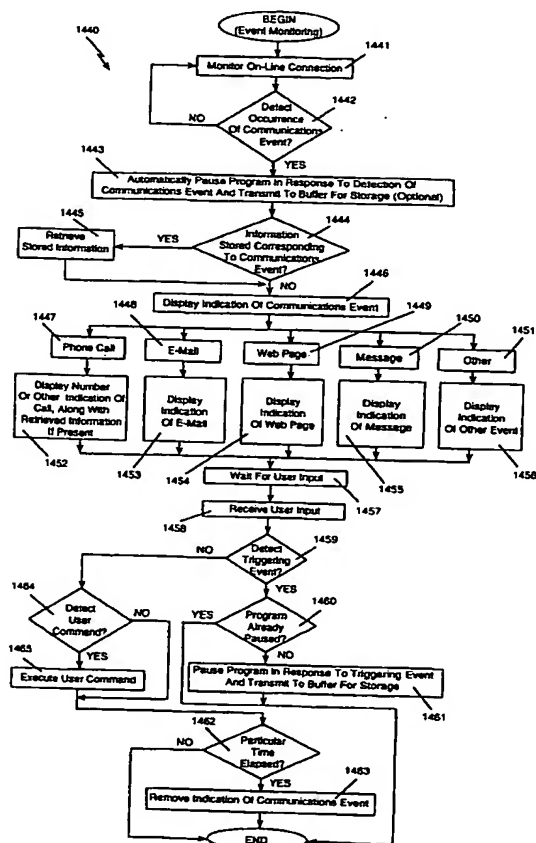 1440
BEGIN
(Event Monitoring)
1441
Monitor On-Line Connection
1442
Detect
Occurrence
Of Communications
Event?
NO
YES
1443
Automatically Pause Program In Response To Detection Of
Communications Event And Transmit To Buffer For Storage (Optional)
1444
1445
Retrieve
Stored Information
YES
Information
Stored Corresponding
To Communications
Event?
NO
1446
Display Indication Of Communications Event
1447
Phone Call
1448
E-Mail
1449
Web Page
1450
Message
1451
Other
Display Number
Or Other Indication Of
Call, Along With
Retrieved Information
If Present
1452
Display
Indication
Of E-Mail
1453
Display
Indication
Of Web Page
1454
Display
Indication
Of Message
1455
Display
Indication
Of Other Event
1456
Wait For User Input
1457
Receive User Input
1458
1459
Detect
Triggering
Event?
NO
YES
1464
Detect
User
Command?
NO
YES
1460
Program
Already
Paused?
YES
NO
1465
Execute User Command
Pause Program In Response To Triggering Event
And Transmit To Buffer For Storage
1461
1462
Particular
Time
Elapsed?
NO
YES
1463
Remove Indication Of Communications Event
END